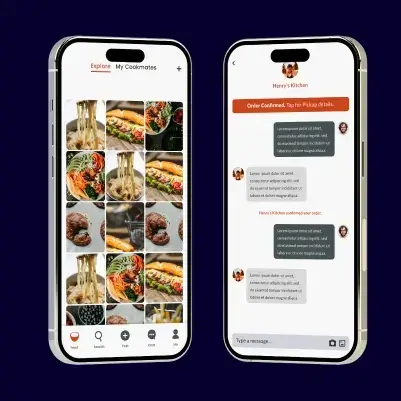 Explore My Cookmates +
Feed Search Post Chat Me
Henry's Kitchen
Order Confirmed. Tap for Pickup details.
Lorem ipsum dolor sit amet,
consectetur adipiscing elit, sed
do eiusmod tempor incididunt ut
labore et dolore magna aliqua.
Lorem ipsum dolor sit amet,
consectetur adipiscing elit, sed
do eiusmod tempor incididunt ut
labore et dolore magna aliqua.
Henry's Kitchen confirmed your order.
Lorem ipsum dolor sit amet,
consectetur adipiscing elit, sed
do eiusmod tempor incididunt ut
labore et dolore magna aliqua.
Lorem ipsum dolor sit amet,
consectetur adipiscing elit, sed
do eiusmod tempor incididunt ut
labore et dolore magna aliqua.
Type a message...